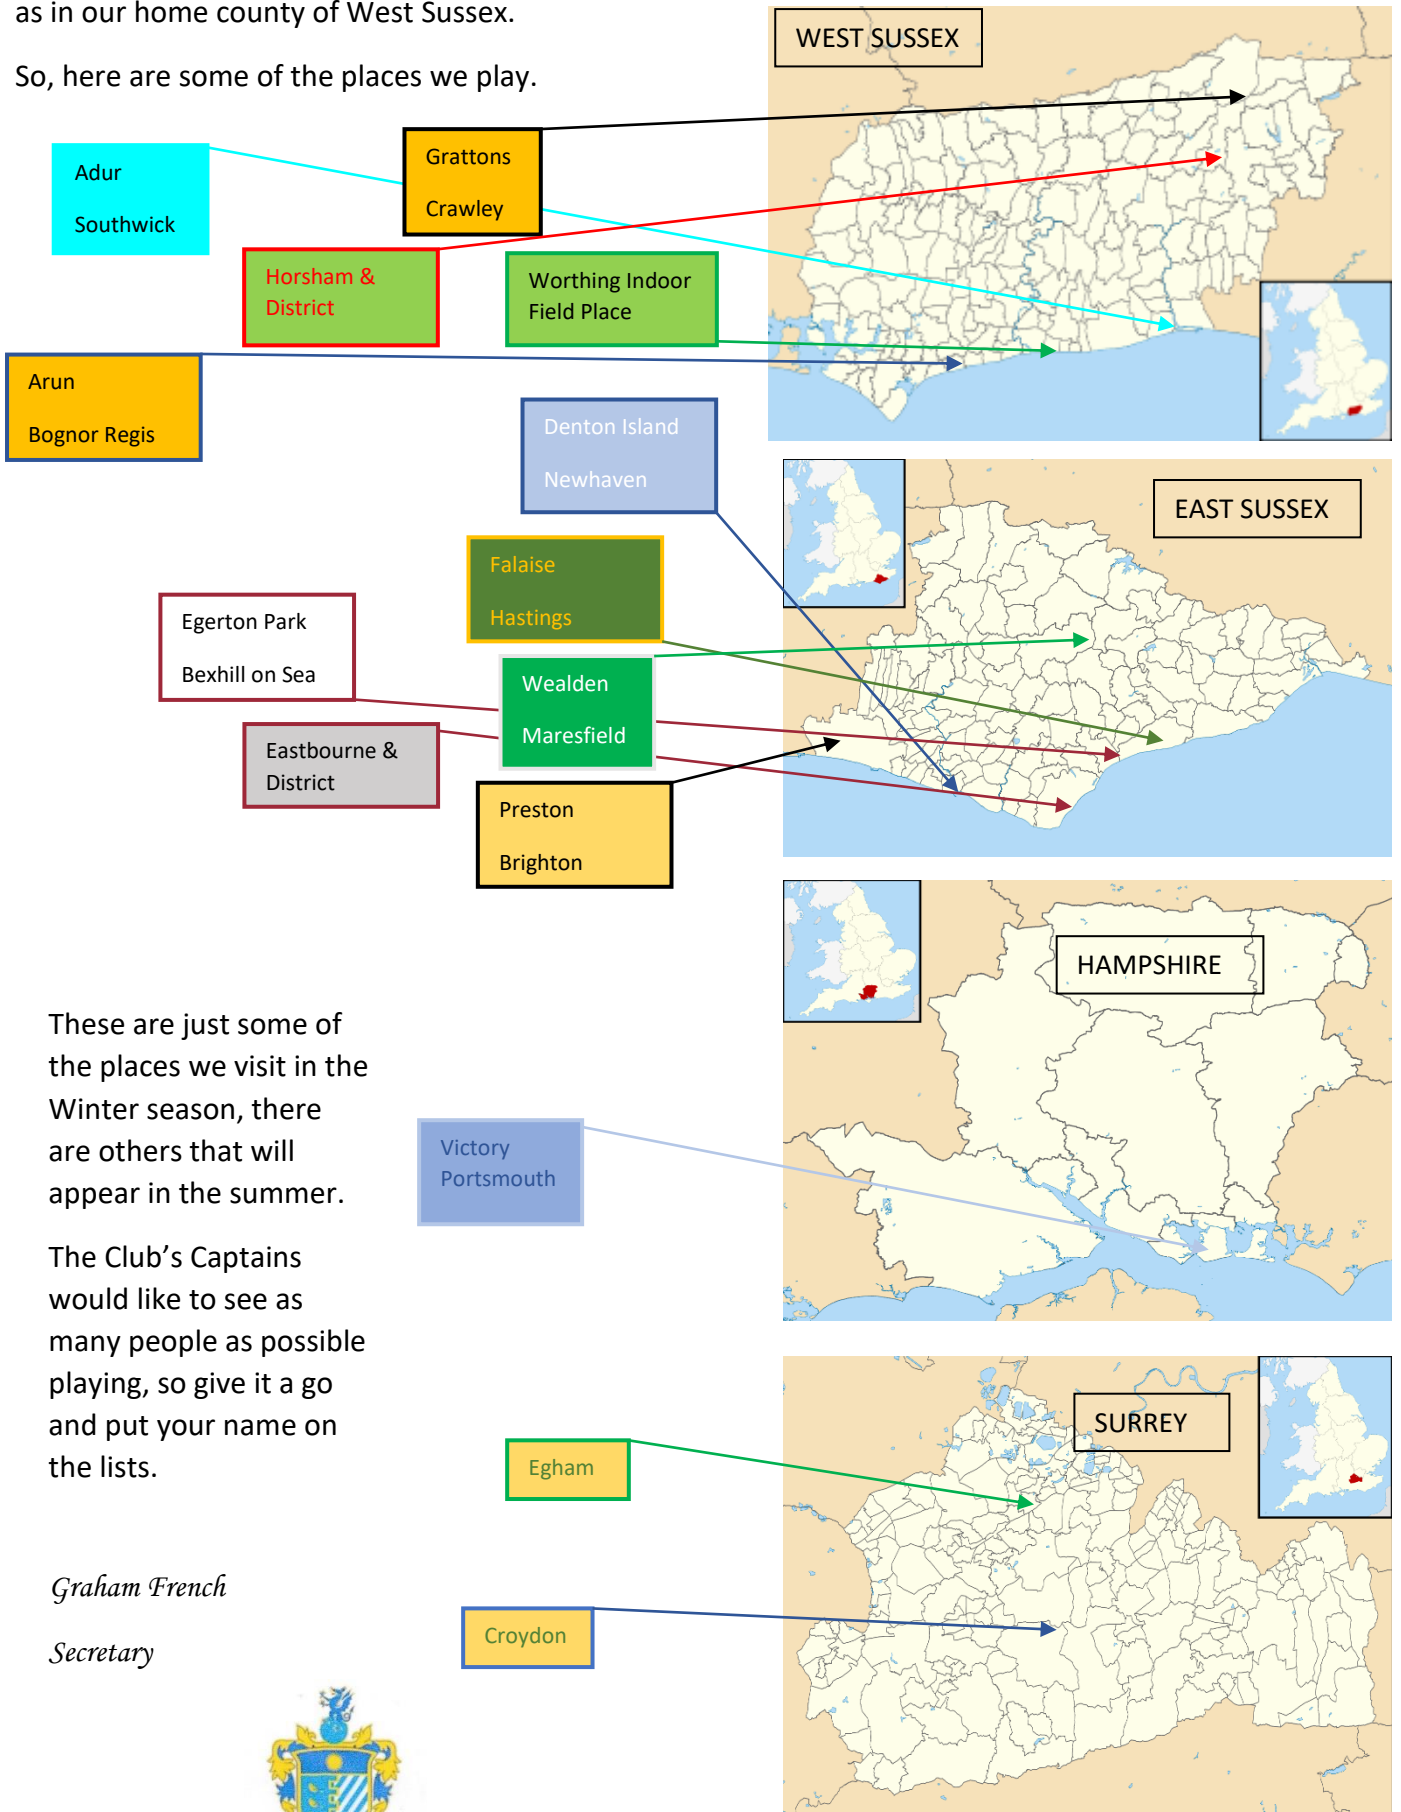 as in our home county of West Sussex.
So, here are some of the places we play.
WEST SUSSEX
Adur
Southwick
Grattons
Crawley
Horsham &
District
Worthing Indoor
Field Place
Arun
Bognor Regis
Denton Island
Newhaven
EAST SUSSEX
Falaise
Hastings
Egerton Park
Bexhill on Sea
Wealden
Maresfield
Eastbourne &
District
Preston
Brighton
HAMPSHIRE
These are just some of
the places we visit in the
Winter season, there
are others that will
appear in the summer.
Victory
Portsmouth
The Club’s Captains
would like to see as
many people as possible
playing, so give it a go
and put your name on
the lists.
SURREY
Egham
Croydon
Graham French
Secretary